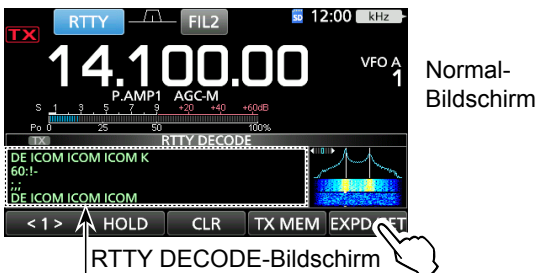 TX RTTY FIL2 12:00 kHz
14.100.00
VFO A
1
P.AMP1 AGC-M
S 1 3 5 7 9 +20 +40 +60dB
Po 0 25 50 100%
TX RTTY DECODE
DE ICOM ICOM ICOM K
60:!-
;;
DE ICOM ICOM ICOM
<1> HOLD CLR TX MEM EXPD
Normal-
Bildschirm
RTTY DECODE-Bildschirm